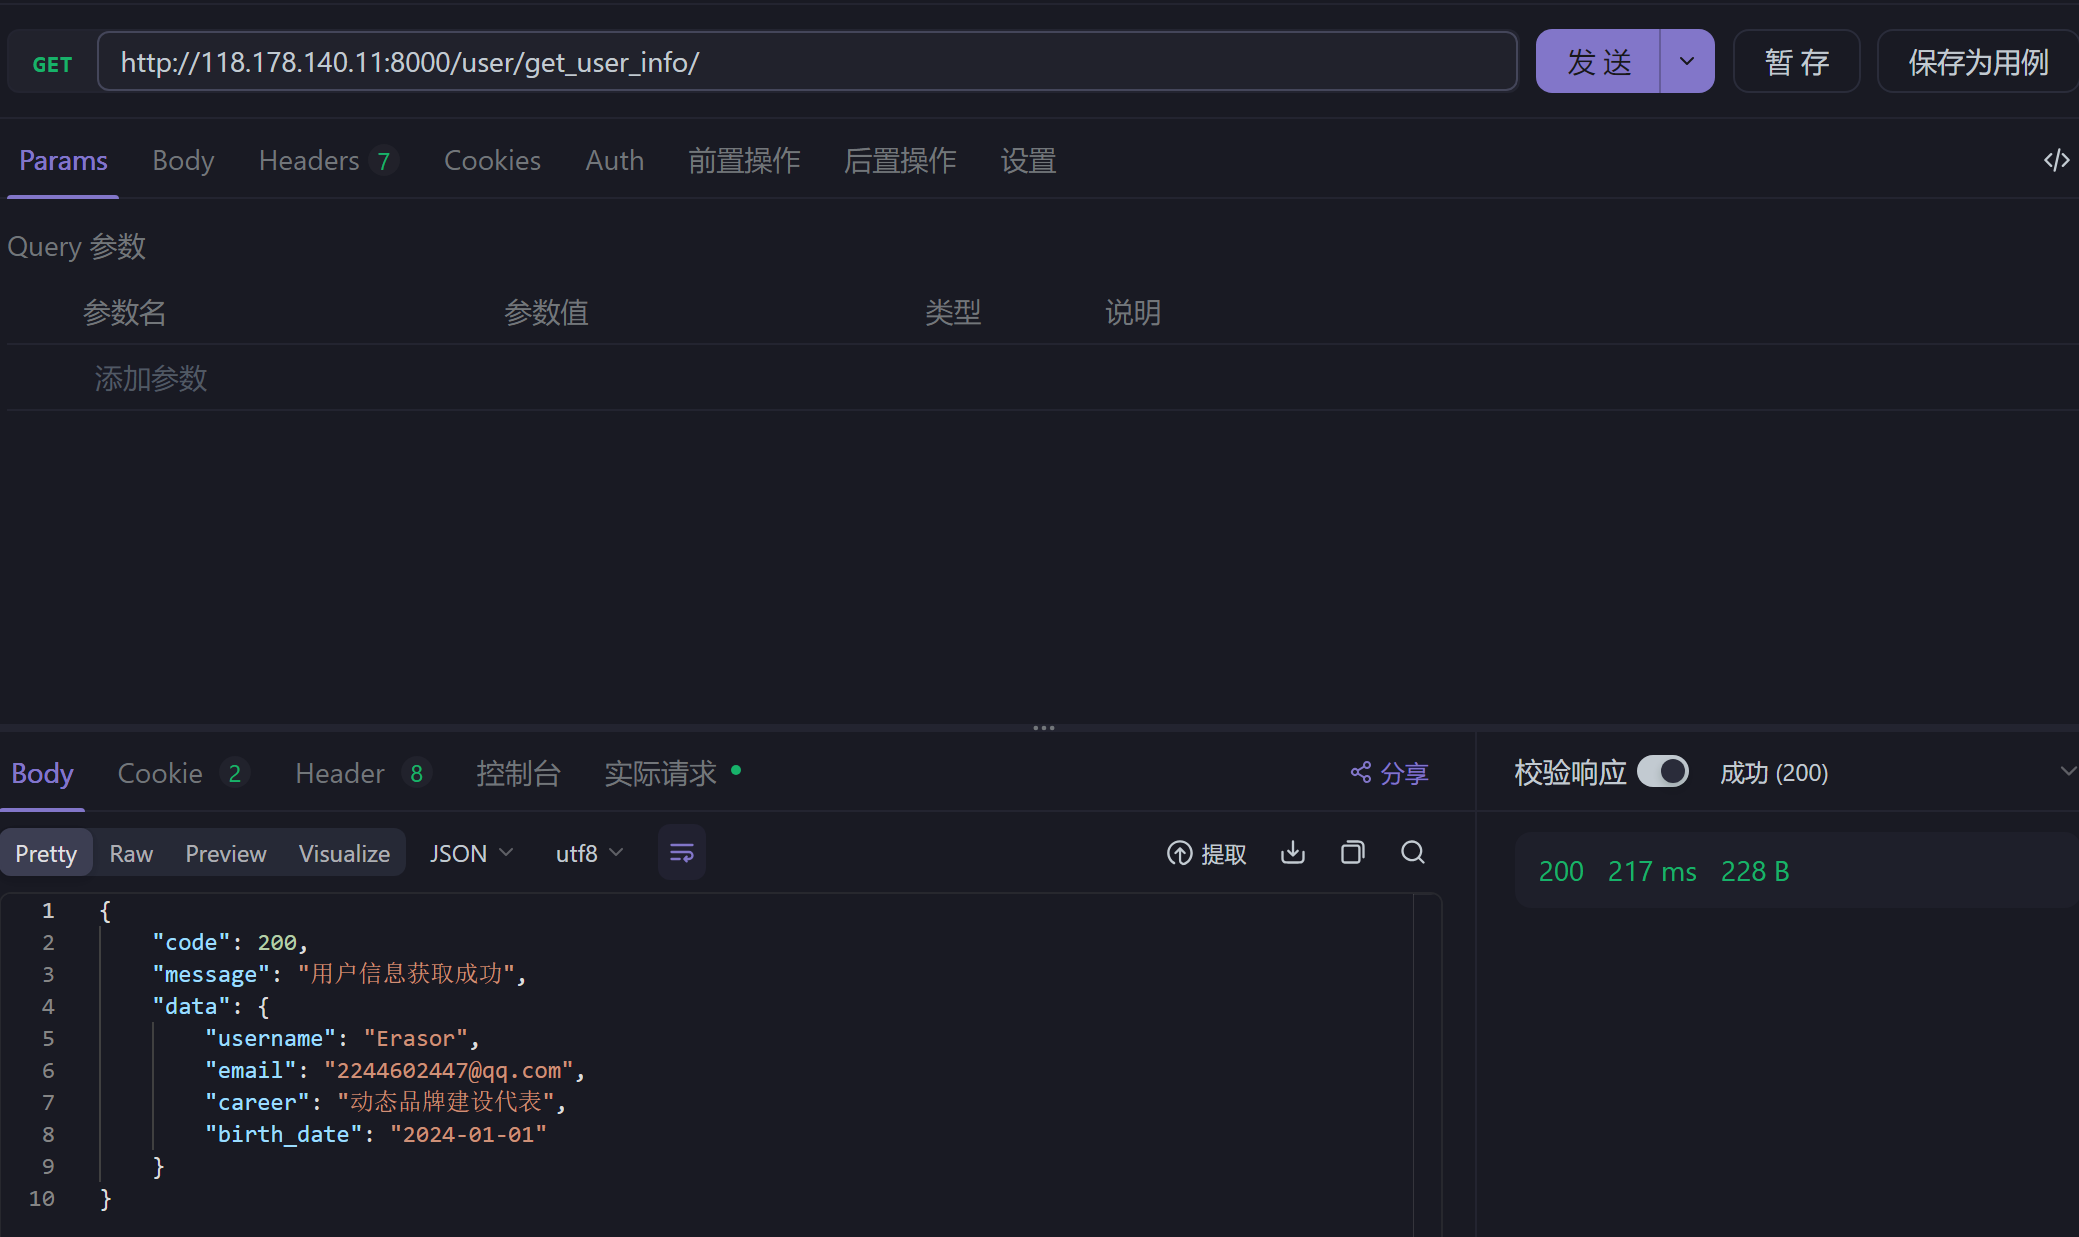 GET http://118.178.140.11:8000/user/get_user_info/ 发 送 暂 存 保存为用例
Params Body Headers 7 Cookies Auth 前置操作 后置操作 设置
Query 参数
参数名 参数值 类型 说明
添加参数
Body Cookie 2 Header 8 控制台 实际请求 分享 校验响应 成功 (200)
Pretty Raw Preview Visualize JSON utf8 提取
200 217 ms 228 B
1 {
2 "code": 200,
3 "message": "用户信息获取成功",
4 "data": {
5 "username": "Erasor",
6 "email": "2244602447@qq.com",
7 "career": "动态品牌建设代表",
8 "birth_date": "2024-01-01"
9 }
10 }